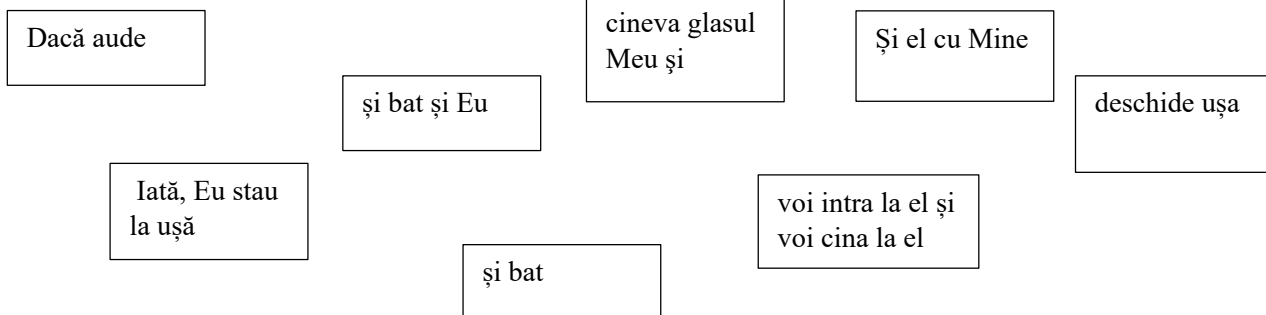 Dacă aude
cineva glasul
Meu şi
Și el cu Mine
și bat și Eu
deschide ușa
Iată, Eu stau
la ușă
voi intra la el și
voi cina la el
și bat